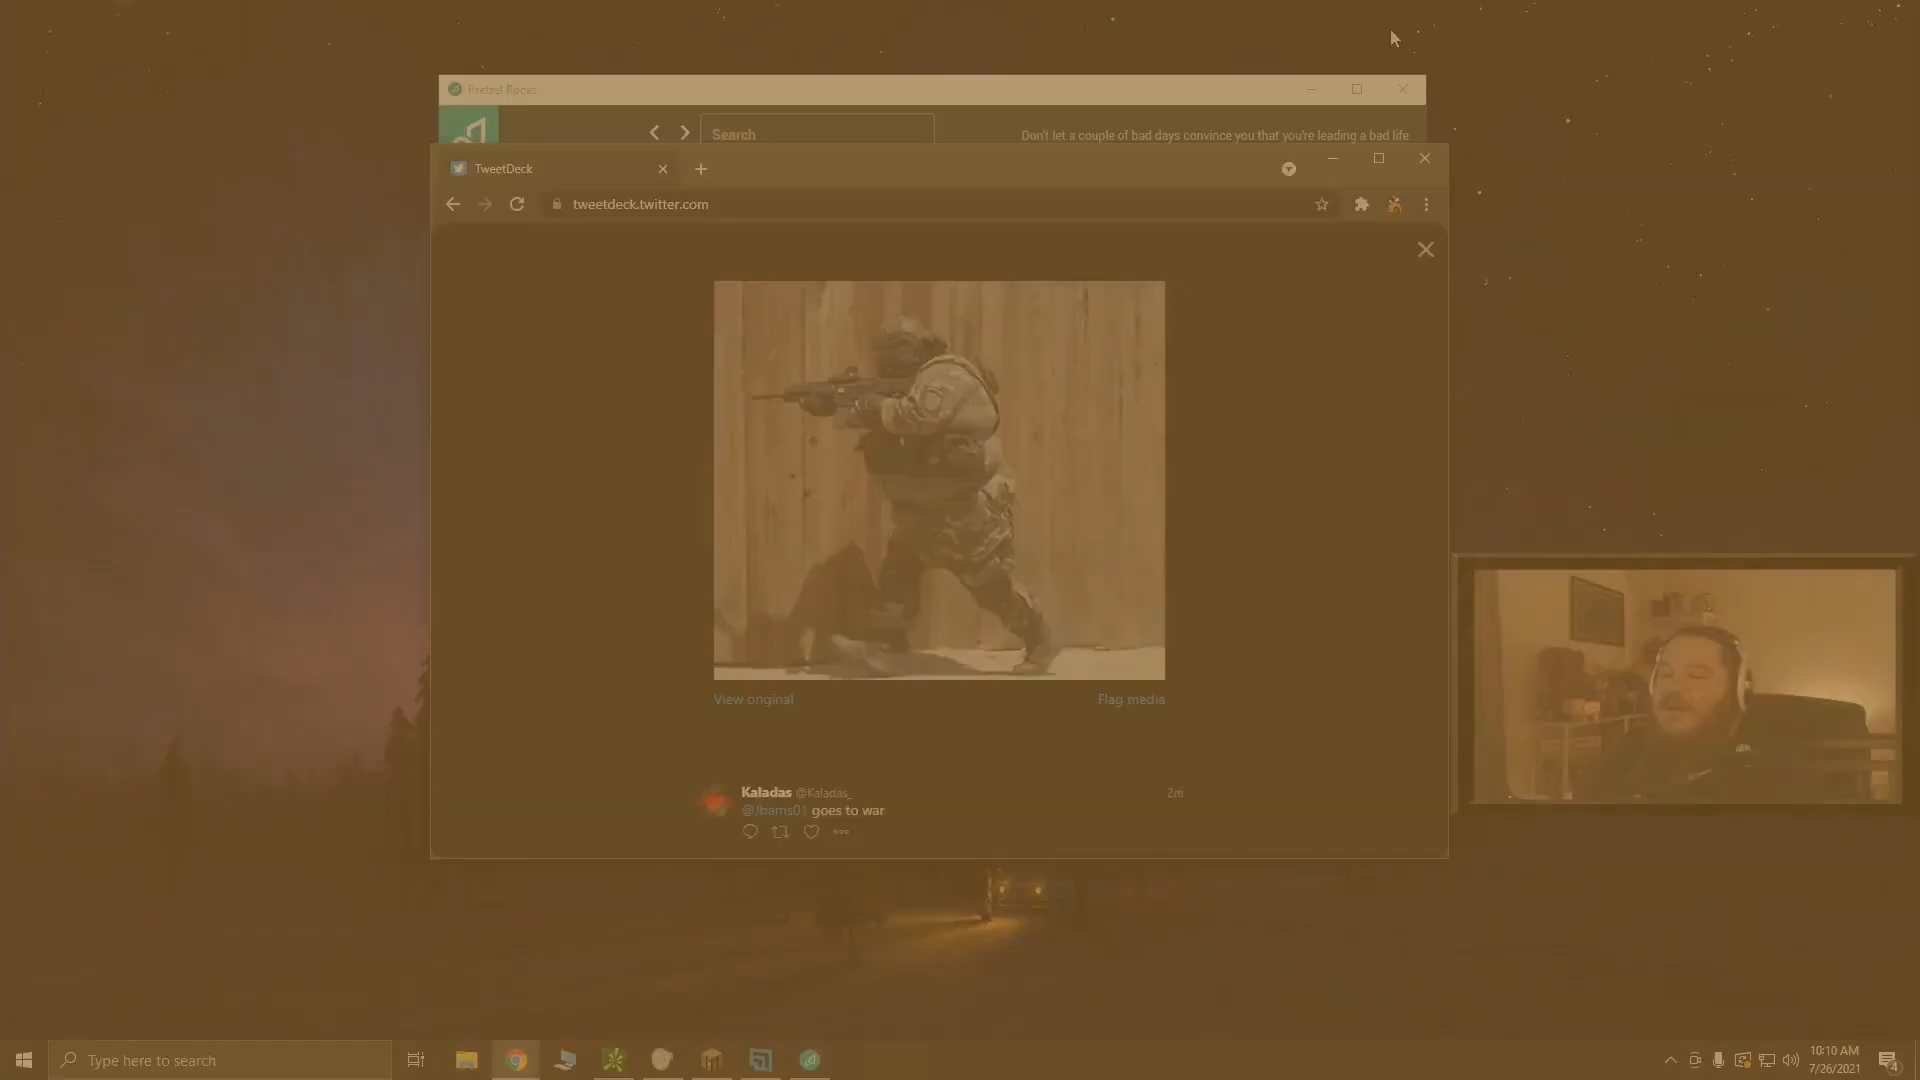 Pretzel Rocks
Search
Don't let a couple of bad days convince you that you're leading a bad life.
TweetDeck
tweetdeck.twitter.com
View original
Flag media
Kaladas @Kaladas_
2m
@Jbams01 goes to war
Type here to search
10:10 AM
7/26/2021
4